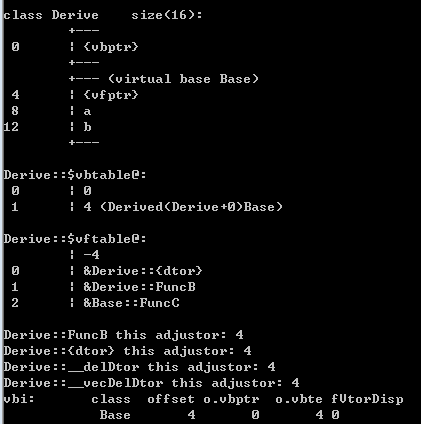 class Derive    size(16):
        +---
 0      | {vbptr}
        +---
        +--- (virtual base Base)
 4      | {vfptr}
 8      | a
12      | b
        +---
Derive::$vbtable@:
 0      | 0
 1      | 4 (Derived(Derive+0)Base)
Derive::$vftable@:
        | -4
 0      | &Derive::{dtor}
 1      | &Derive::FuncB
 2      | &Base::FuncC
Derive::FuncB this adjustor: 4
Derive::{dtor} this adjustor: 4
Derive::__delDtor this adjustor: 4
Derive::__vecDelDtor this adjustor: 4
vbi:       class  offset o.vbptr  o.vbte fVtorDisp
            Base       4       0       4 0